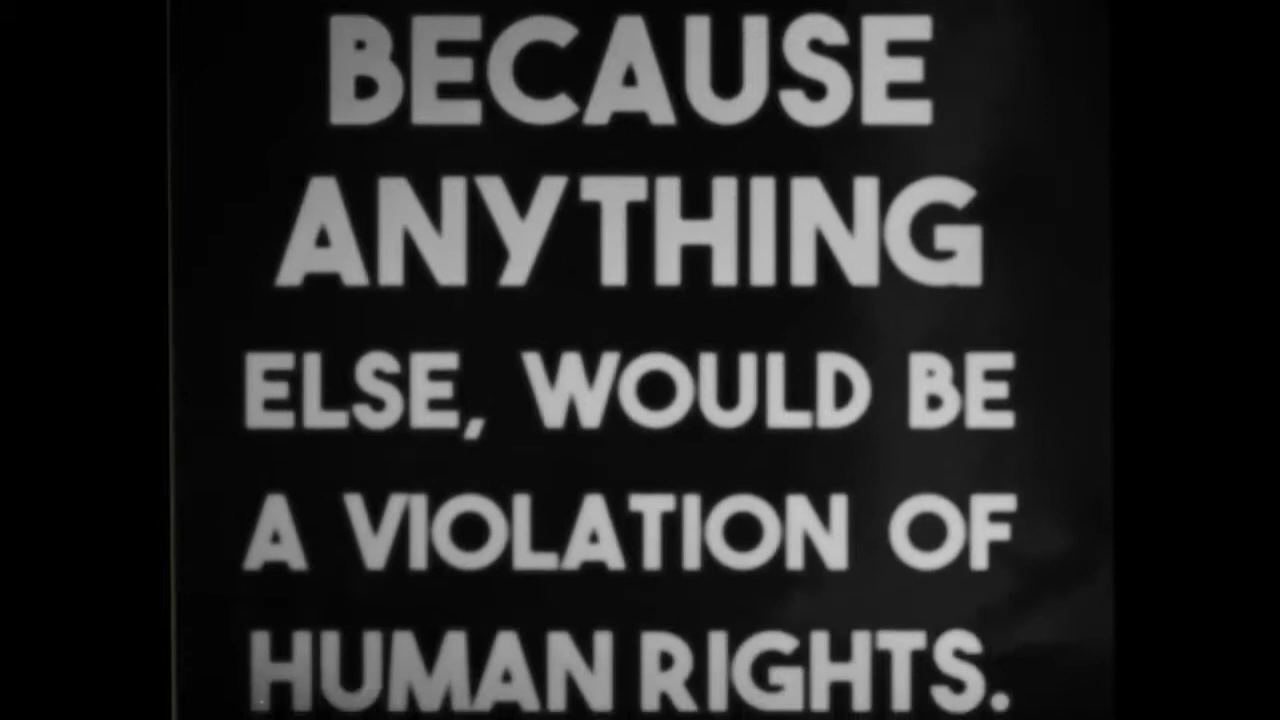 BECAUSE
ANYTHING
ELSE, WOULD BE
A VIOLATION OF
HUMAN RIGHTS.